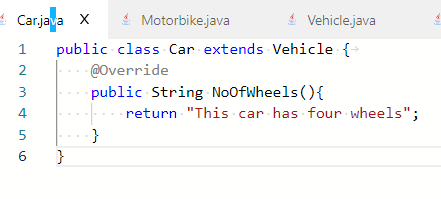 Car.java X Motorbike.java Vehicle.java
1 public class Car extends Vehicle {
2 @Override
3 public String NoOfWheels(){
4 return "This car has four wheels";
5 }
6 }